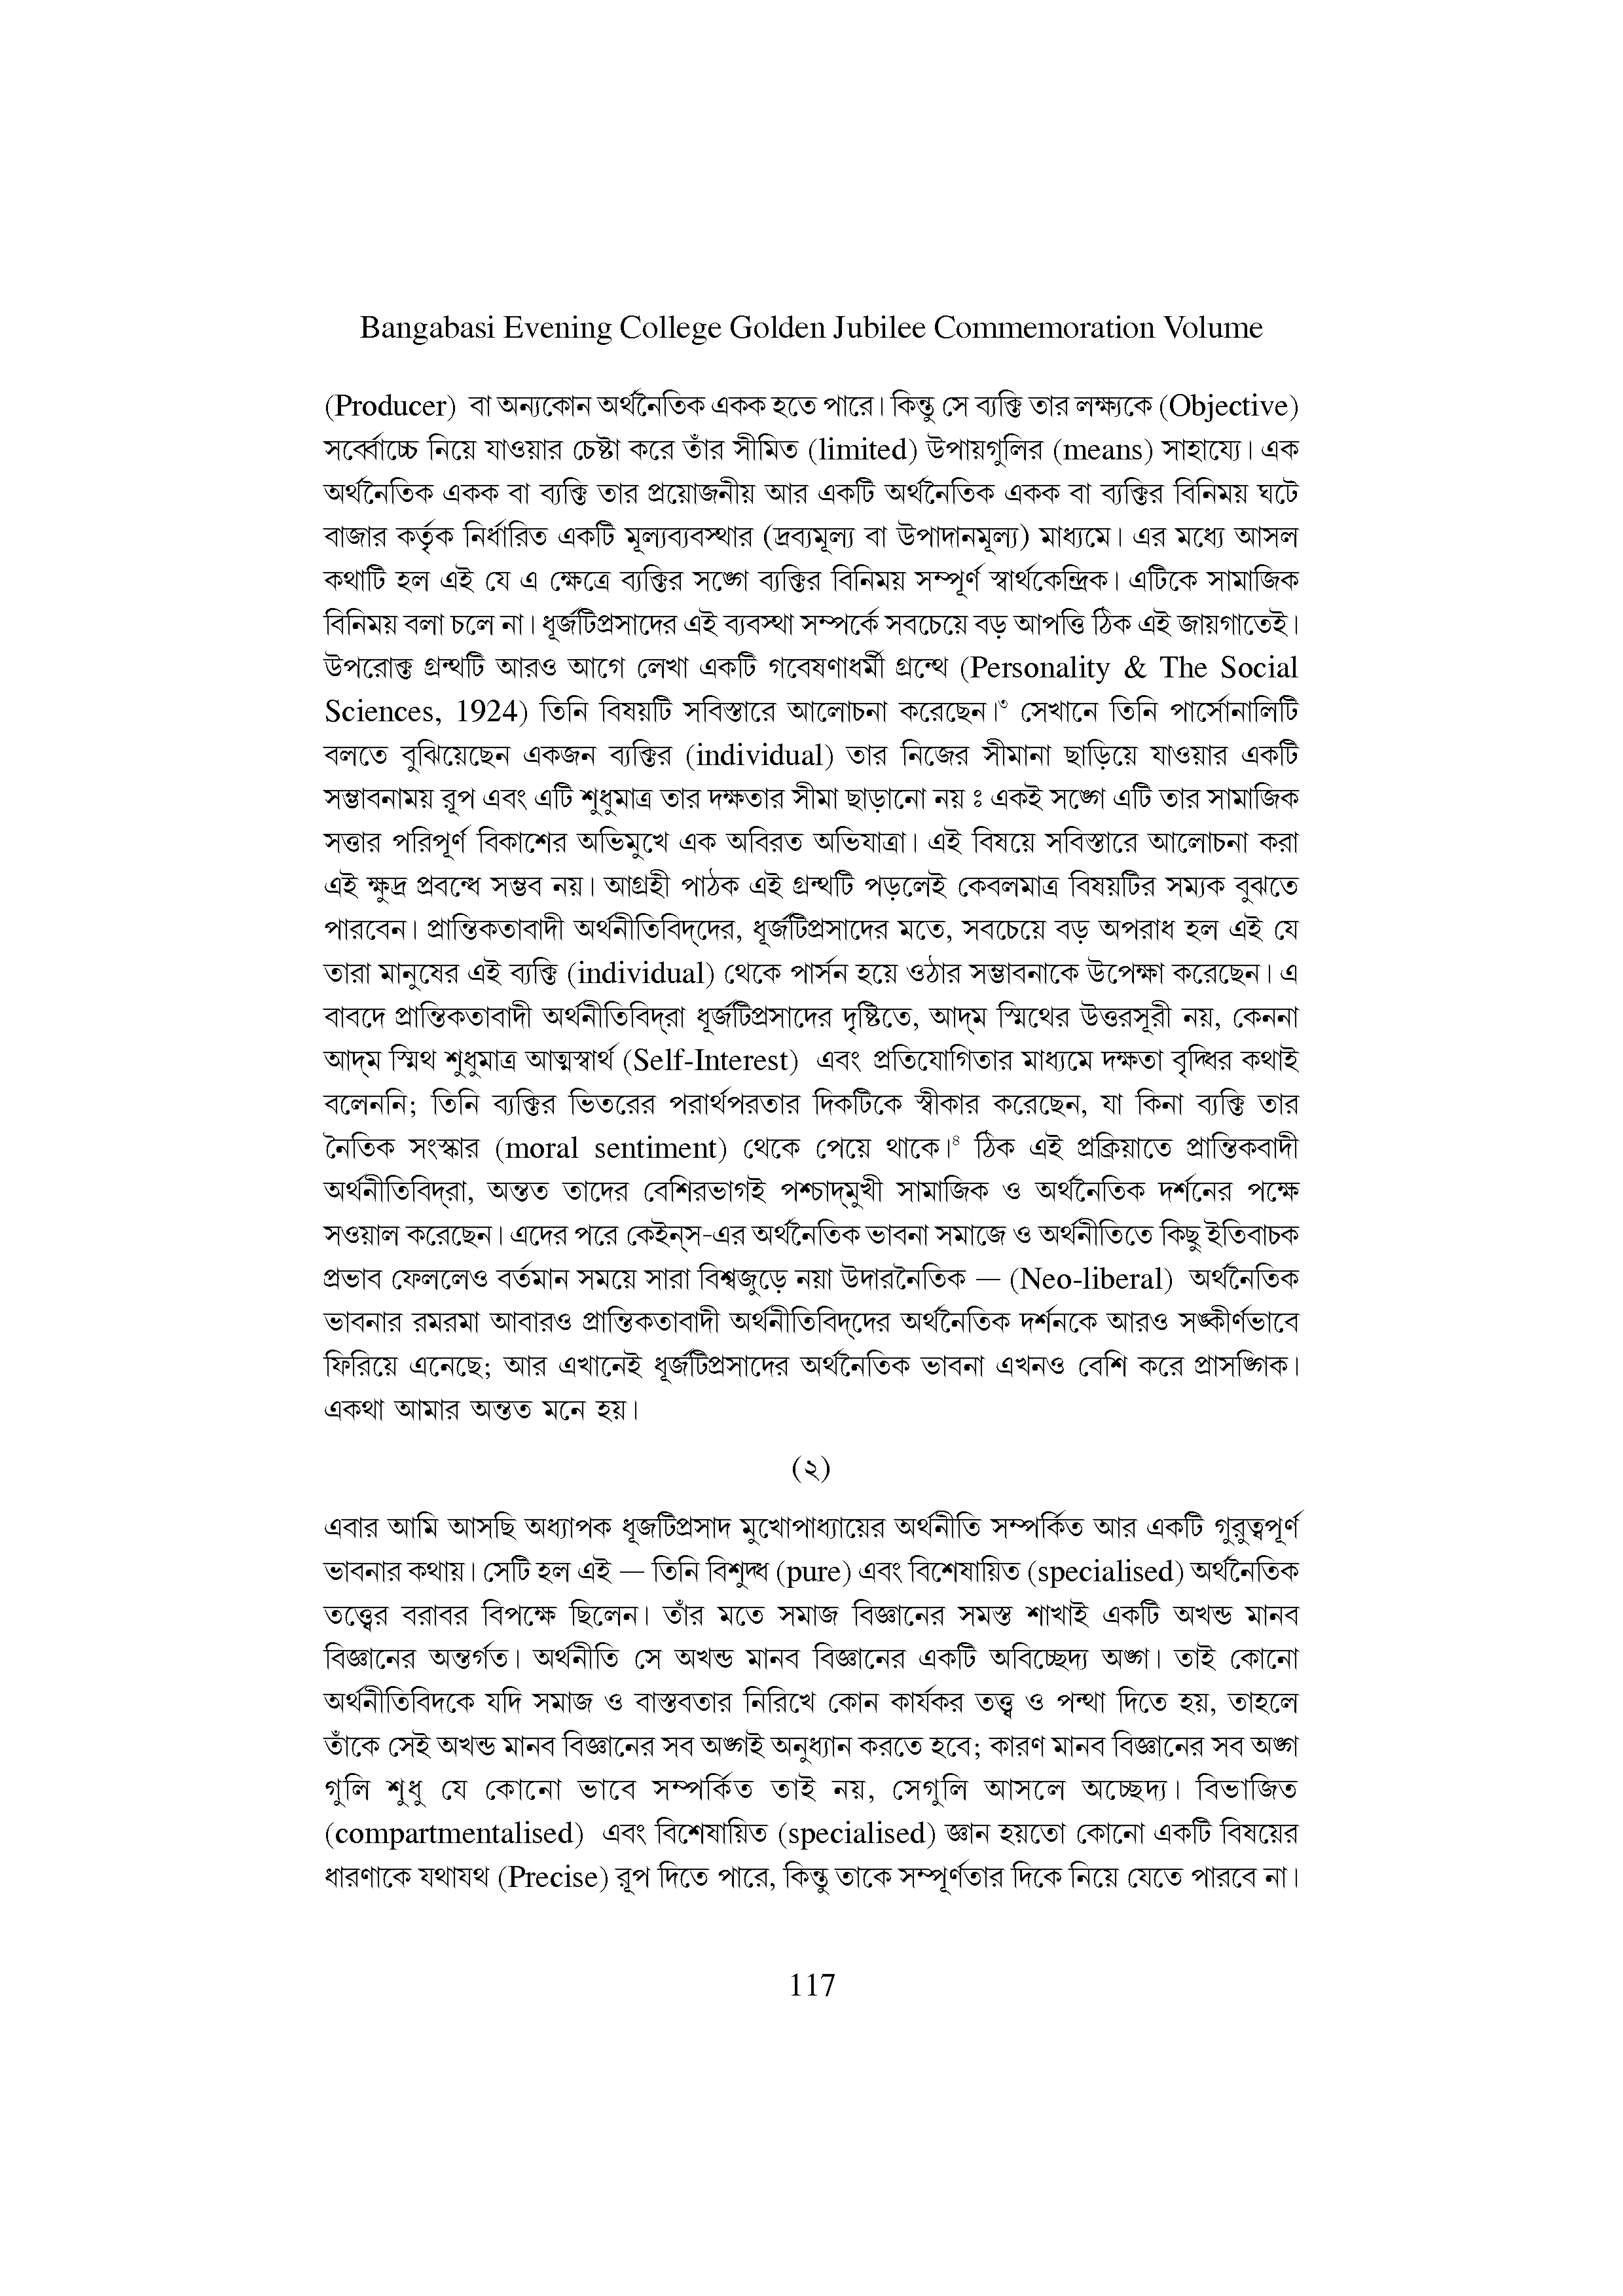 Bangabasi Evening College Golden Jubilee Commemoration Volume
(Producer) বা অন্যকোন অর্থনৈতিক একক হতে পারে। কিন্তু সে ব্যক্তি তার লক্ষ্যকে (Objective)
সর্ব্বোচ্চে নিয়ে যাওয়ার চেষ্টা করে তাঁর সীমিত (limited) উপায়গুলির (means) সাহায্যে। এক
অর্থনৈতিক একক বা ব্যক্তি তার প্রয়োজনীয় আর একটি অর্থনৈতিক একক বা ব্যক্তির বিনিময় ঘটে
বাজার কর্তৃক নির্ধারিত একটি মূল্যব্যবস্থার (দ্রব্যমূল্য বা উপাদানমূল্য) মাধ্যমে। এর মধ্যে আসল
কথাটি হল এই যে এ ক্ষেত্রে ব্যক্তির সঙ্গে ব্যক্তির বিনিময় সম্পূর্ণ স্বার্থকেন্দ্রিক। এটিকে সামাজিক
বিনিময় বলা চলে না। ধূর্জটিপ্রসাদের এই ব্যবস্থা সম্পর্কে সবচেয়ে বড় আপত্তি ঠিক এই জায়গাতেই।
উপরোক্ত গ্রন্থটি আরও আগে লেখা একটি গবেষণাধর্মী গ্রন্থে (Personality & The Social
Sciences, 1924) তিনি বিষয়টি সবিস্তারে আলোচনা করেছেন।³ সেখানে তিনি পার্সোনালিটি
বলতে বুঝিয়েছেন একজন ব্যক্তির (individual) তার নিজের সীমানা ছাড়িয়ে যাওয়ার একটি
সম্ভাবনাময় রূপ এবং এটি শুধুমাত্র তার দক্ষতার সীমা ছাড়ানো নয় ঃ একই সঙ্গে এটি তার সামাজিক
সত্তার পরিপূর্ণ বিকাশের অভিমুখে এক অবিরত অভিযাত্রা। এই বিষয়ে সবিস্তারে আলোচনা করা
এই ক্ষুদ্র প্রবন্ধে সম্ভব নয়। আগ্রহী পাঠক এই গ্রন্থটি পড়লেই কেবলমাত্র বিষয়টির সম্যক বুঝতে
পারবেন। প্রান্তিকতাবাদী অর্থনীতিবিদ্‌দের, ধূর্জটিপ্রসাদের মতে, সবচেয়ে বড় অপরাধ হল এই যে
তারা মানুষের এই ব্যক্তি (individual) থেকে পার্সন হয়ে ওঠার সম্ভাবনাকে উপেক্ষা করেছেন। এ
বাবদে প্রান্তিকতাবাদী অর্থনীতিবিদ্‌রা ধূর্জটিপ্রসাদের দৃষ্টিতে, আদ্‌ম স্মিথের উত্তরসূরী নয়, কেননা
আদ্‌ম স্মিথ শুধুমাত্র আত্মস্বার্থ (Self-Interest) এবং প্রতিযোগিতার মাধ্যমে দক্ষতা বৃদ্ধির কথাই
বলেননি; তিনি ব্যক্তির ভিতরের পরার্থপরতার দিকটিকে স্বীকার করেছেন, যা কিনা ব্যক্তি তার
নৈতিক সংস্কার (moral sentiment) থেকে পেয়ে থাকে।⁸ ঠিক এই প্রক্রিয়াতে প্রান্তিকবাদী
অর্থনীতিবিদ্‌রা, অন্তত তাদের বেশিরভাগই পশ্চাদ্‌মুখী সামাজিক ও অর্থনৈতিক দর্শনের পক্ষে
সওয়াল করেছেন। এদের পরে কেইন্‌স-এর অর্থনৈতিক ভাবনা সমাজে ও অর্থনীতিতে কিছু ইতিবাচক
প্রভাব ফেললেও বর্তমান সময়ে সারা বিশ্বজুড়ে নয়া উদারনৈতিক — (Neo-liberal) অর্থনৈতিক
ভাবনার রমরমা আবারও প্রান্তিকতাবাদী অর্থনীতিবিদ্‌দের অর্থনৈতিক দর্শনকে আরও সঙ্কীর্ণভাবে
ফিরিয়ে এনেছে; আর এখানেই ধূর্জটিপ্রসাদের অর্থনৈতিক ভাবনা এখনও বেশি করে প্রাসঙ্গিক।
একথা আমার অন্তত মনে হয়।
(২)
এবার আমি আসছি অধ্যাপক ধূজটিপ্রসাদ মুখোপাধ্যায়ের অর্থনীতি সম্পর্কিত আর একটি গুরুত্বপূর্ণ
ভাবনার কথায়। সেটি হল এই — তিনি বিশুদ্ধ (pure) এবং বিশেষায়িত (specialised) অর্থনৈতিক
তত্ত্বের বরাবর বিপক্ষে ছিলেন। তাঁর মতে সমাজ বিজ্ঞানের সমস্ত শাখাই একটি অখন্ড মানব
বিজ্ঞানের অন্তর্গত। অর্থনীতি সে অখন্ড মানব বিজ্ঞানের একটি অবিচ্ছেদ্য অঙ্গ। তাই কোনো
অর্থনীতিবিদকে যদি সমাজ ও বাস্তবতার নিরিখে কোন কার্যকর তত্ত্ব ও পন্থা দিতে হয়, তাহলে
তাঁকে সেই অখন্ড মানব বিজ্ঞানের সব অঙ্গই অনুধ্যান করতে হবে; কারণ মানব বিজ্ঞানের সব অঙ্গ
গুলি শুধু যে কোনো ভাবে সম্পর্কিত তাই নয়, সেগুলি আসলে অচ্ছেদ্য। বিভাজিত
(compartmentalised) এবং বিশেষায়িত (specialised) জ্ঞান হয়তো কোনো একটি বিষয়ের
ধারণাকে যথাযথ (Precise) রূপ দিতে পারে, কিন্তু তাকে সম্পূর্ণতার দিকে নিয়ে যেতে পারবে না।
117